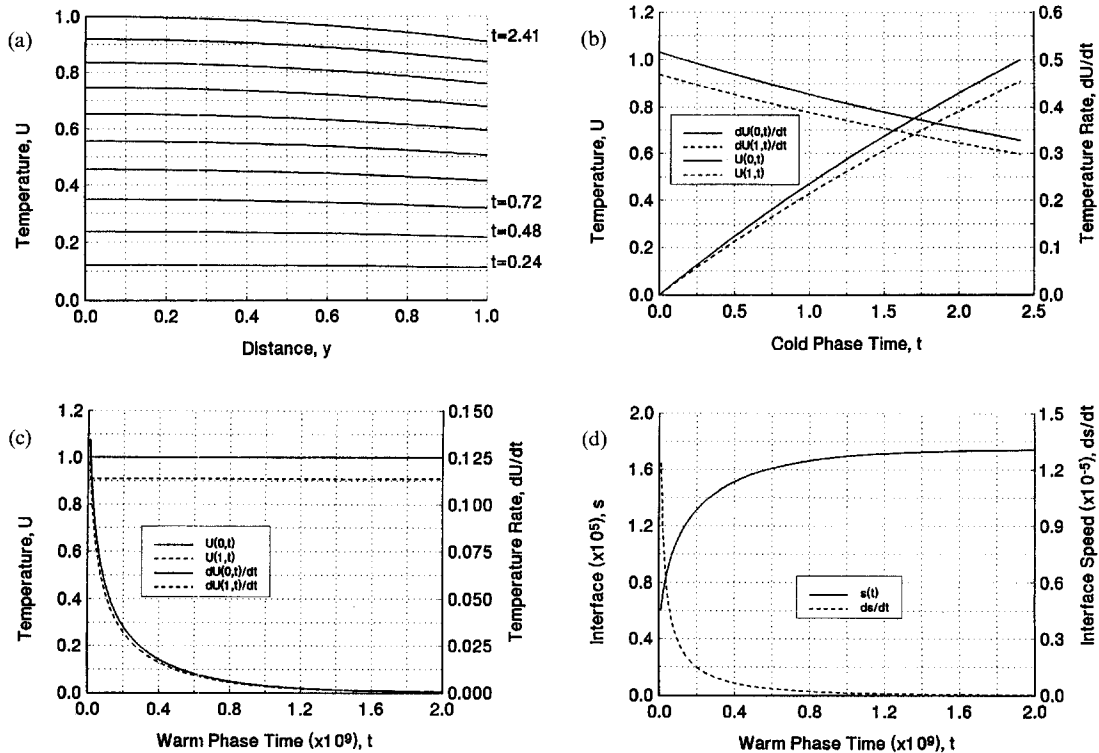 (a)
Temperature, U
1.0
0.8
0.6
0.4
0.2
0.0
t=2.41
t=0.72
t=0.48
t=0.24
0.0 0.2 0.4 0.6 0.8 1.0
Distance, y
(b)
Temperature, U
1.2
1.0
0.8
0.6
0.4
0.2
0.0
dU(0,t)/dt
dU(1,t)/dt
U(0,t)
U(1,t)
0.6
0.5
0.4
0.3
0.2
0.1
0.0
Temperature Rate, dU/dt
0.0 0.5 1.0 1.5 2.0 2.5
Cold Phase Time, t
(c)
Temperature, U
1.2
1.0
0.8
0.6
0.4
0.2
0.0
U(0,t)
U(1,t)
dU(0,t)/dt
dU(1,t)/dt
0.150
0.125
0.100
0.075
0.050
0.025
0.000
Temperature Rate, dU/dt
0.0 0.4 0.8 1.2 1.6 2.0
Warm Phase Time (x10⁹), t
(d)
Interface (x10⁵), s
2.0
1.6
1.2
0.8
0.4
0.0
s(t)
ds/dt
1.5
1.2
0.9
0.6
0.3
0.0
Interface Speed (x10⁻⁵), ds/dt
0.0 0.4 0.8 1.2 1.6 2.0
Warm Phase Time (x10⁹), t